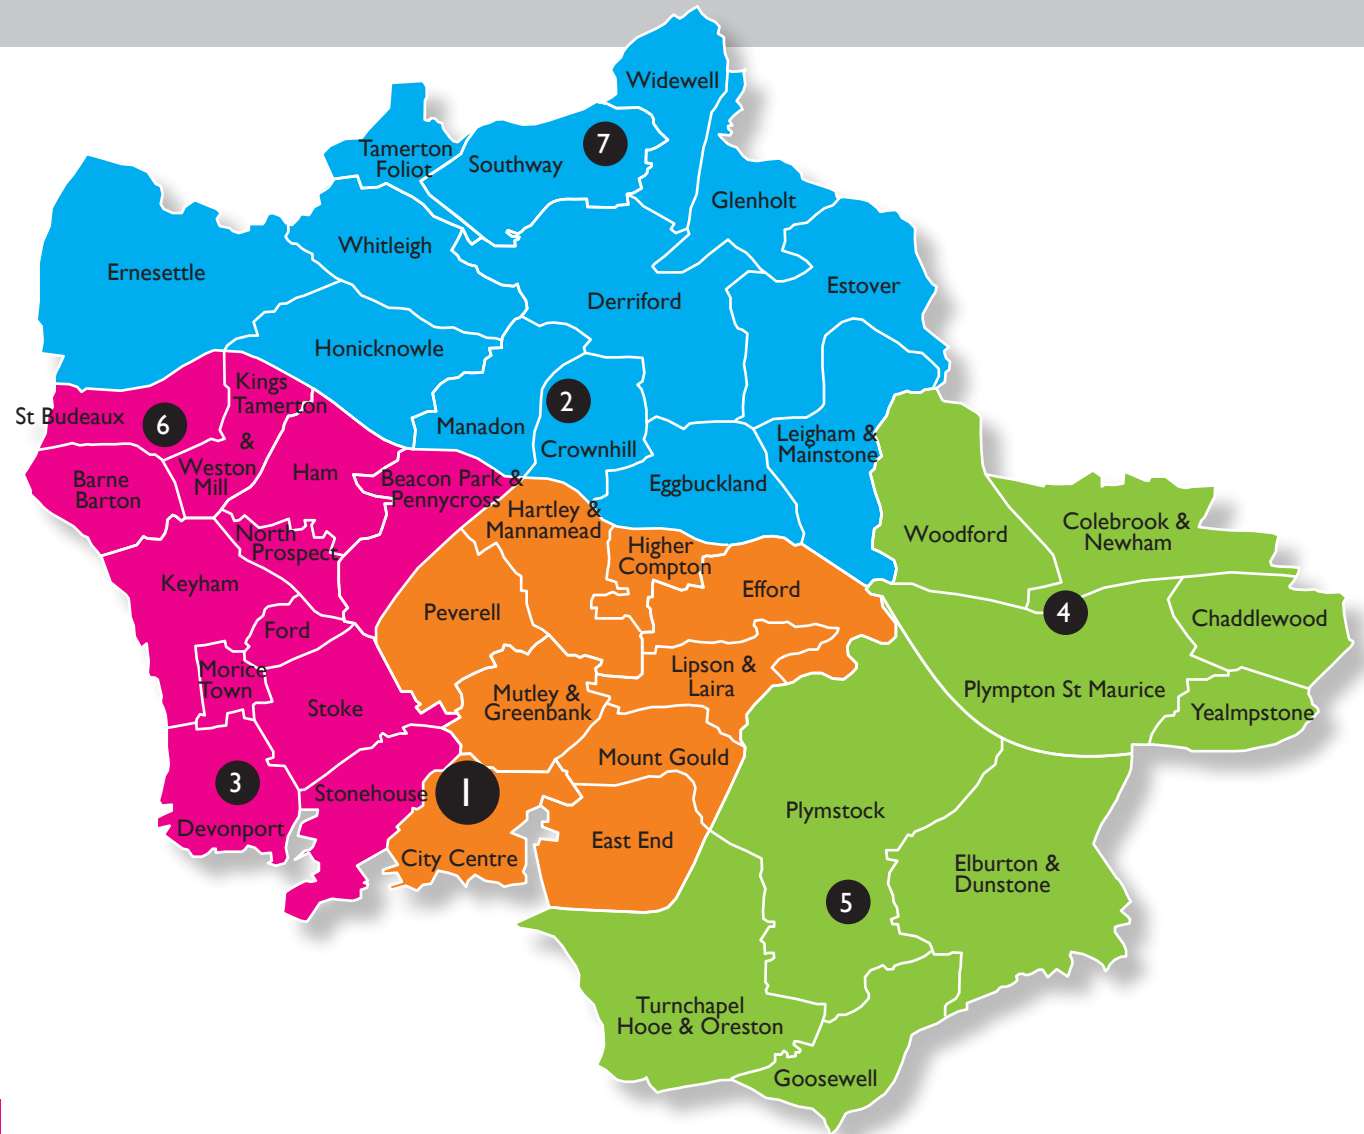 Widewell
7
Tamerton
Foliot
Southway
Glenholt
Whitleigh
Ernesettle
Estover
Derriford
Honicknowle
Kings
Tamerton
&
Weston
Mill
St Budeaux
6
2
Manadon
Crownhill
Leigham &
Mainstone
Barne
Barton
Ham
Beacon Park &
Pennycross
Eggbuckland
Hartley &
Mannamead
Woodford
Colebrook &
Newham
North
Prospect
Higher
Compton
Keyham
Efford
Peverell
4
Chaddlewood
Ford
Morice
Town
Lipson &
Laira
Plympton St Maurice
Mutley &
Greenbank
Stoke
Yealmpstone
Mount Gould
3
Stonehouse
1
Plymstock
Devonport
City Centre
East End
Elburton &
Dunstone
5
Turnchapel
Hooe & Oreston
Goosewell